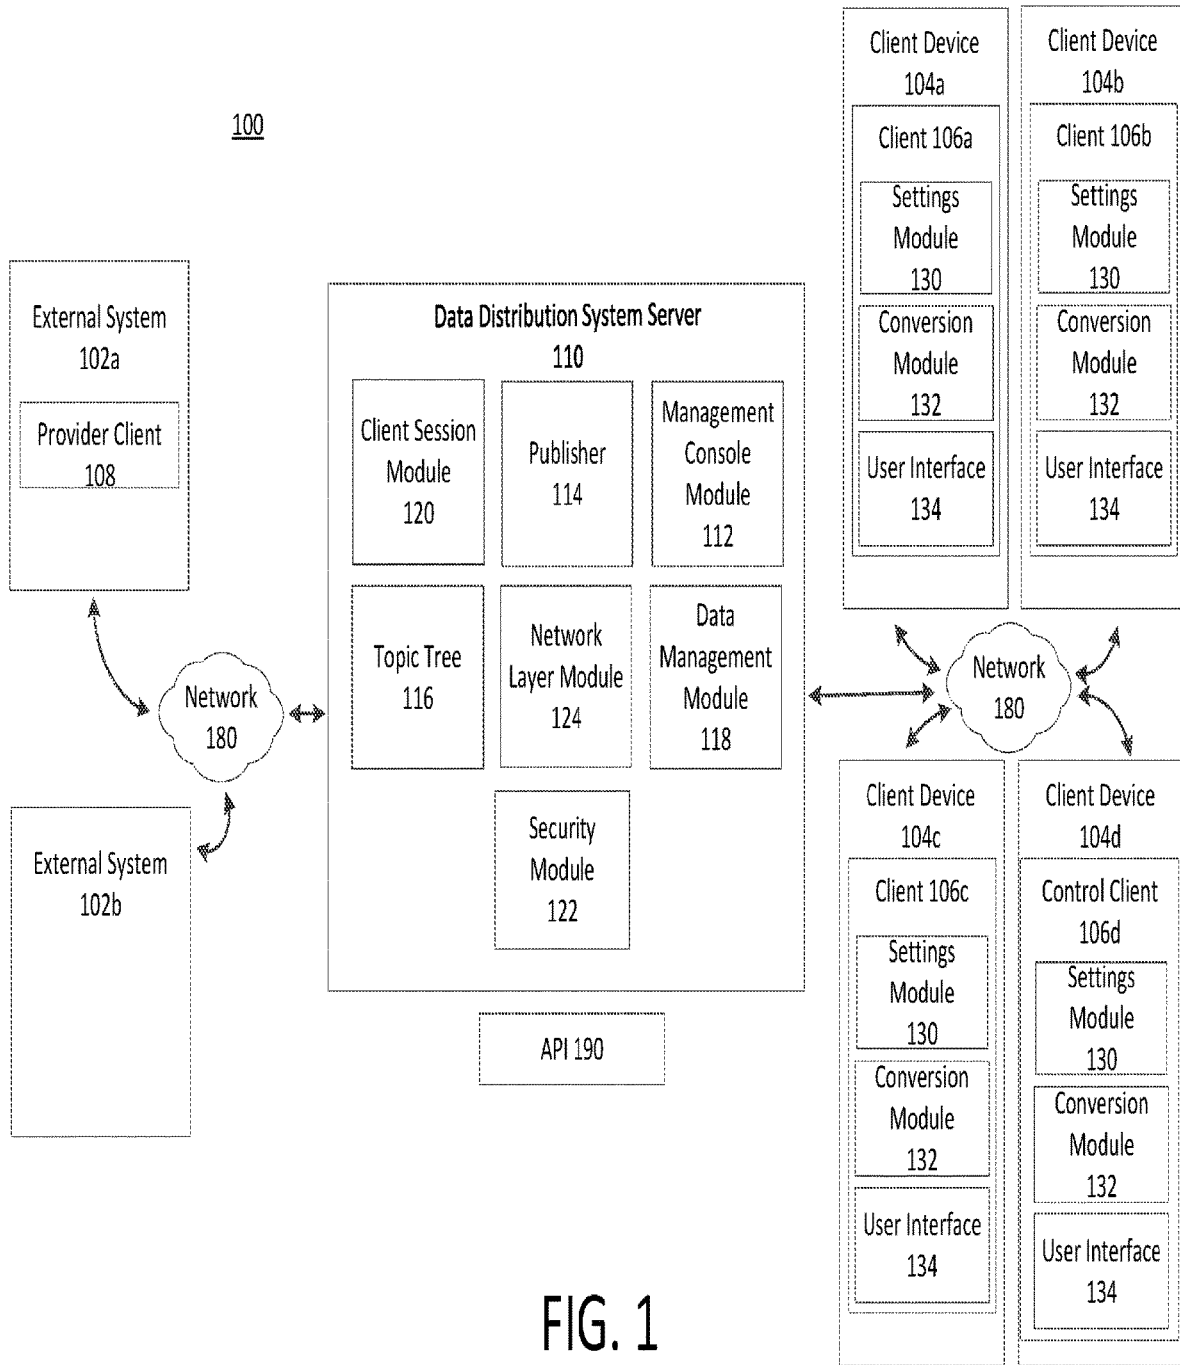 100
External System
102a
Provider Client
108
Network
180
External System
102b
Data Distribution System Server
110
Client Session
Module
120
Publisher
114
Management
Console
Module
112
Topic Tree
116
Network
Layer Module
124
Data
Management
Module
118
Security
Module
122
API 190
Client Device
104a
Client 106a
Settings
Module
130
Conversion
Module
132
User Interface
134
Client Device
104b
Client 106b
Settings
Module
130
Conversion
Module
132
User Interface
134
Network
180
Client Device
104c
Client 106c
Settings
Module
130
Conversion
Module
132
User Interface
134
Client Device
104d
Control Client
106d
Settings
Module
130
Conversion
Module
132
User Interface
134
FIG. 1